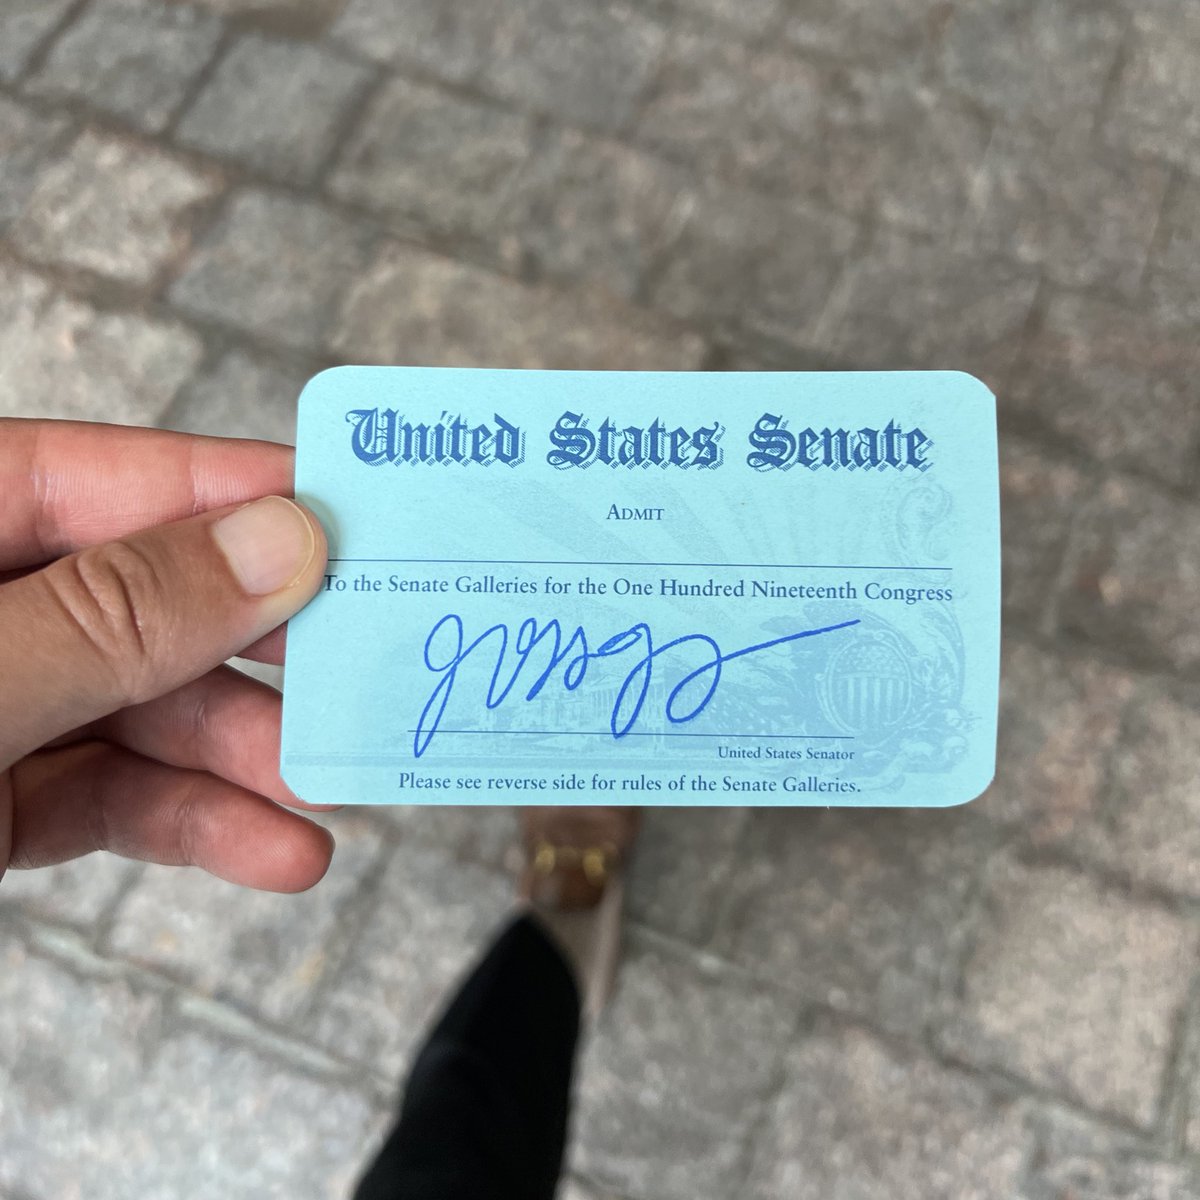 United States Senate
ADMIT
To the Senate Galleries for the One Hundred Nineteenth Congress
United States Senator
Please see reverse side for rules of the Senate Galleries.